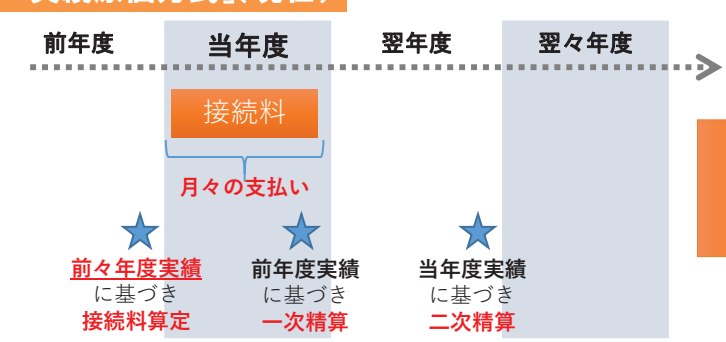 前年度 当年度 翌年度 翌々年度
接続料
月々の支払い
前々年度実績
に基づき
接続料算定
前年度実績
に基づき
一次精算
当年度実績
に基づき
二次精算